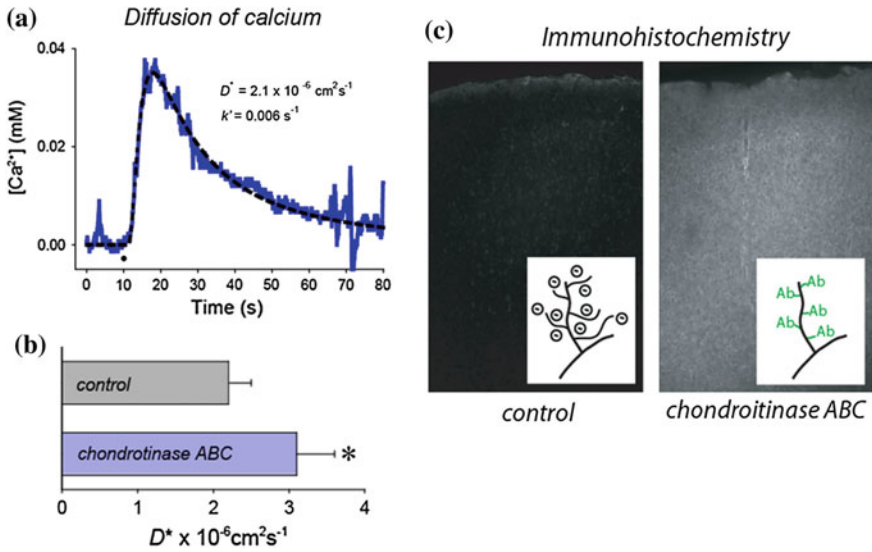 (a)
Diffusion of calcium
0.04
0.02
0.00
[Ca²⁺] (mM)
D* = 2.1 x 10⁻⁶ cm²s⁻¹
k' = 0.006 s⁻¹
0 10 20 30 40 50 60 70 80
Time (s)
(b)
control
chondrotinase ABC
*
0 1 2 3 4
D* x 10⁻⁶cm²s⁻¹
(c)
Immunohistochemistry
Ab
Ab
Ab
Ab
Ab
control
chondroitinase ABC